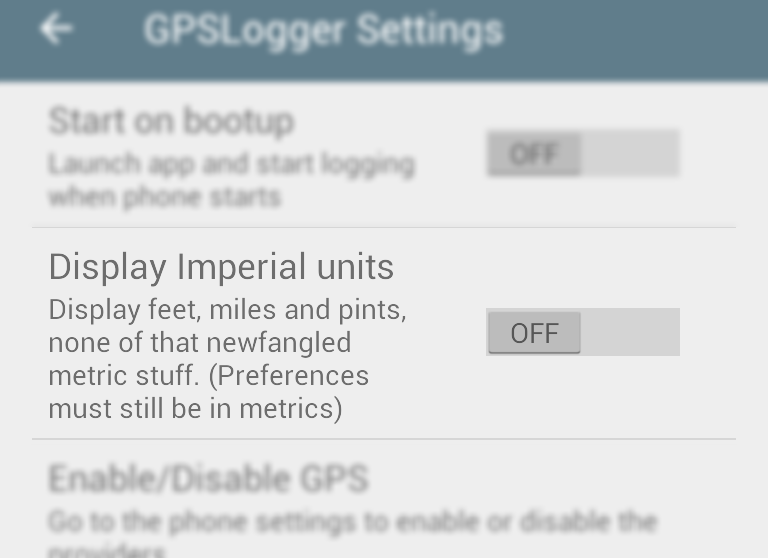 GPSLogger Settings
Start on bootup
Launch app and start logging
when phone starts
OFF
Display Imperial units
Display feet, miles and pints,
none of that newfangled
metric stuff. (Preferences
must still be in metrics)
OFF
Enable/Disable GPS
Go to the phone settings to enable or disable the
providers